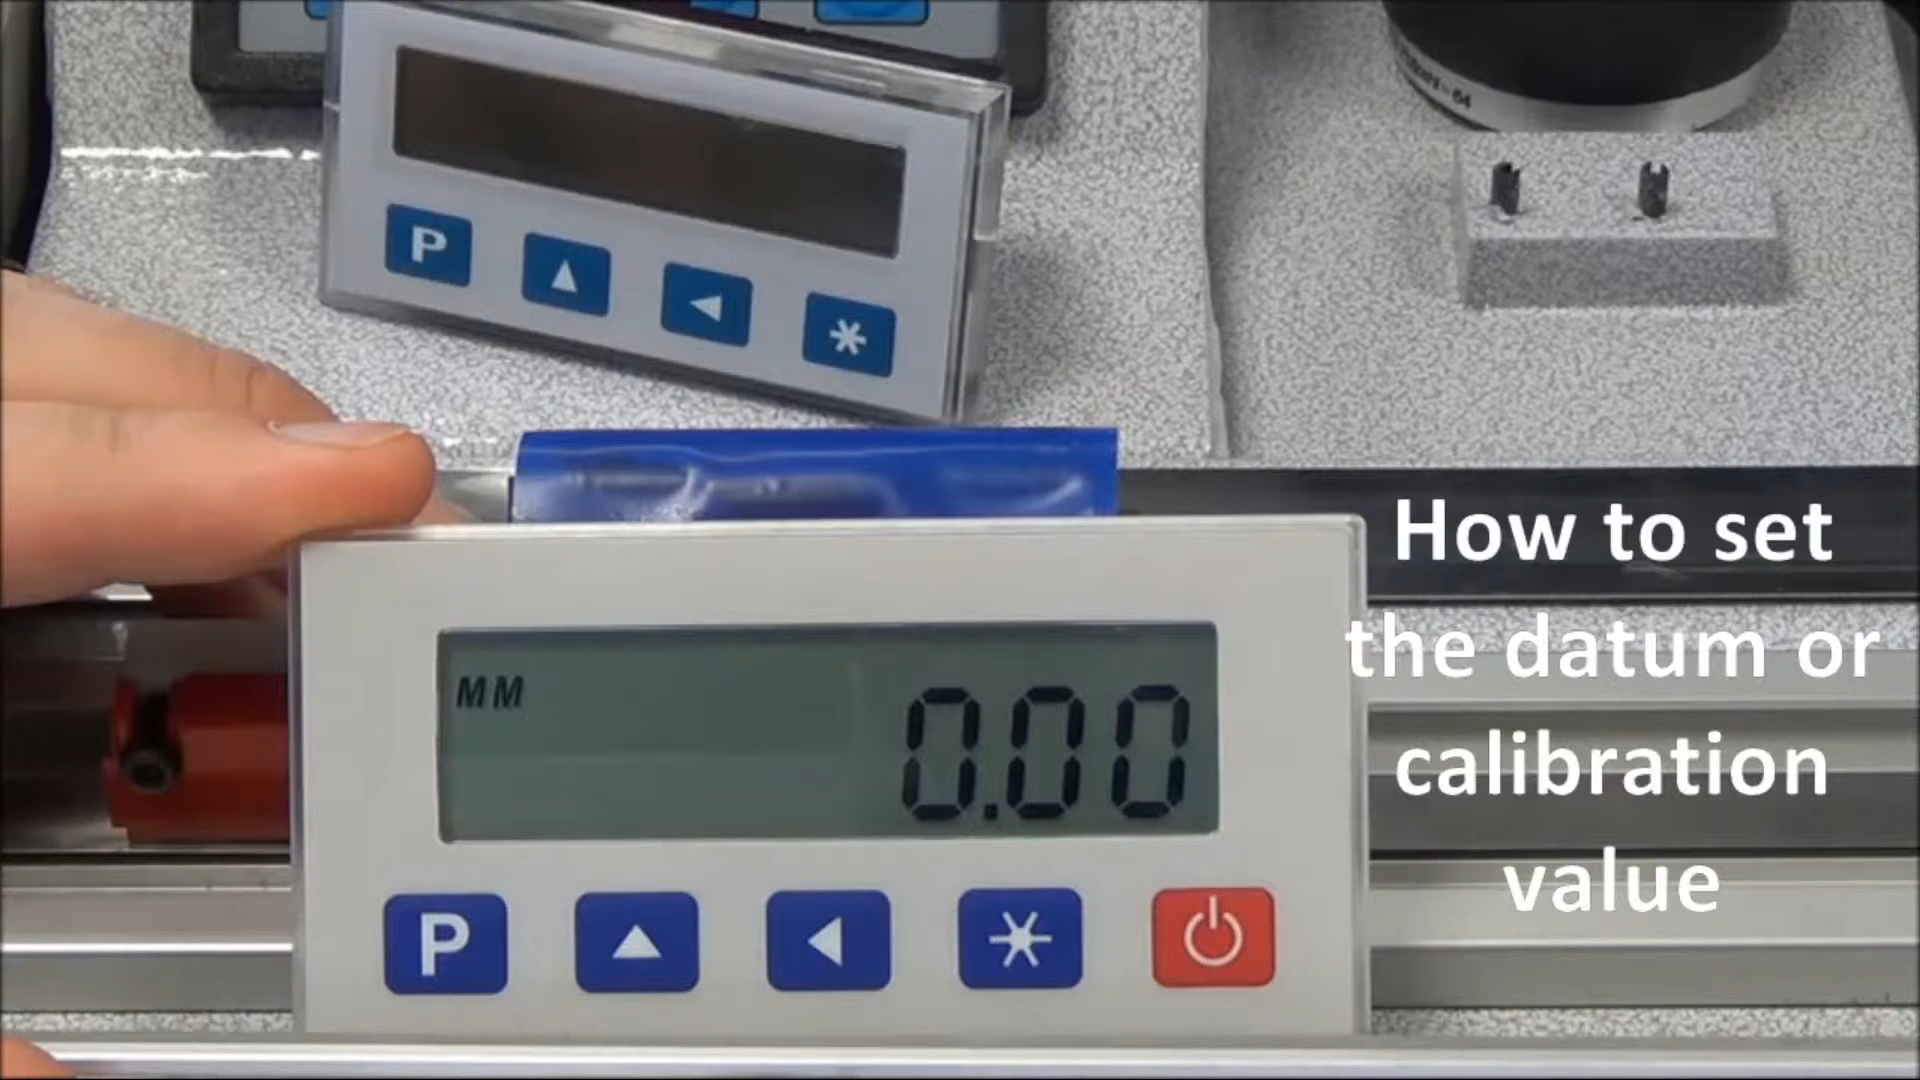 P
MM
0.00
P
How to set
the datum or
calibration
value